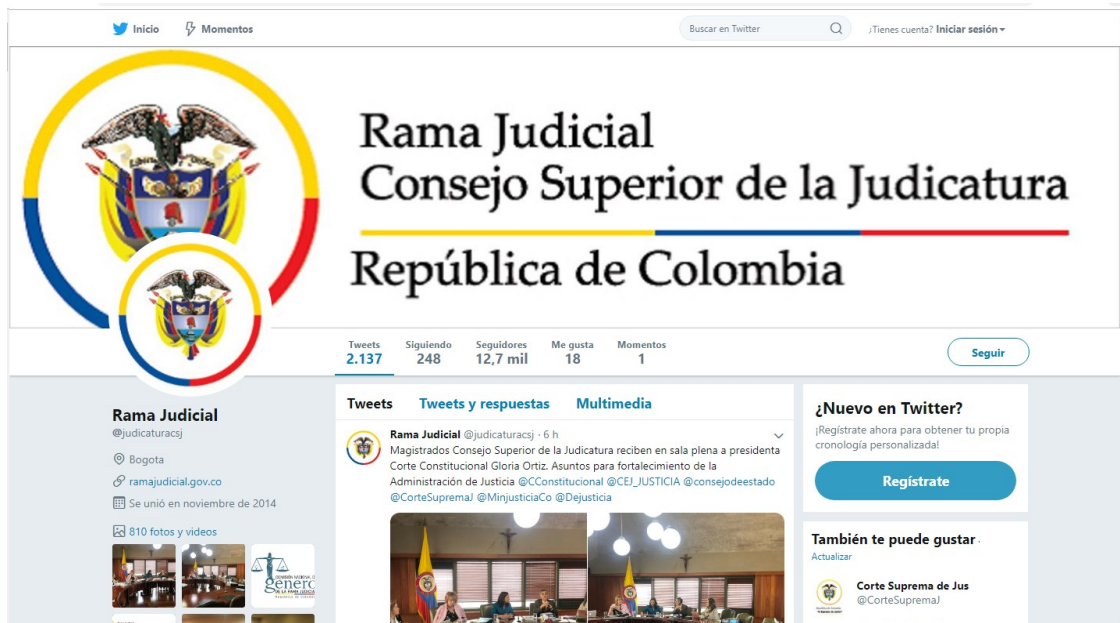 Inicio
Momentos
Buscar en Twitter
¿Tienes cuenta? Iniciar sesión
Rama Judicial
Consejo Superior de la Judicatura
República de Colombia
Tweets Siguiendo Seguidores Me gusta Momentos
2.137 248 12,7 mil 18 1
Seguir
Rama Judicial
@judicaturacsj
Bogota
ramajudicial.gov.co
Se unió en noviembre de 2014
810 fotos y videos
Tweets Tweets y respuestas Multimedia
Rama Judicial @judicaturacsj · 6 h
Magistrados Consejo Superior de la Judicatura reciben en sala plena a presidenta
Corte Constitucional Gloria Ortiz. Asuntos para fortalecimiento de la
Administración de Justicia @CConstitucional @CEJ_JUSTICIA @consejodeestado
@CorteSupremaJ @MinjusticiaCo @Dejusticia
¿Nuevo en Twitter?
¡Regístrate ahora para obtener tu propia
cronología personalizada!
Regístrate
También te puede gustar ·
Actualizar
Corte Suprema de Jus
@CorteSupremaJ